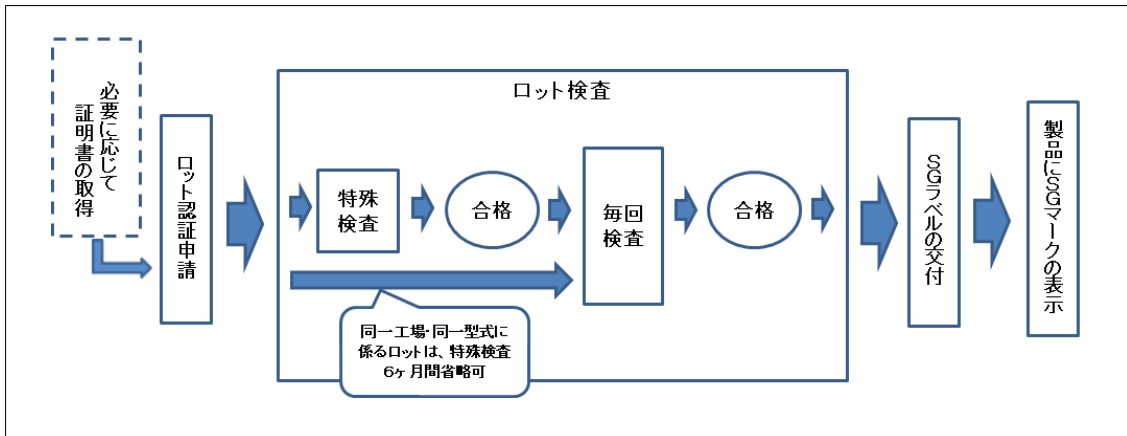 必要に応じて
証明書の取得
ロット認証申請
ロット検査
特殊
検査
合格
毎回
検査
合格
同一工場・同一型式に
係るロットは、特殊検査
6ヶ月間省略可
SGラベルの交付
製品にSGマークの表示